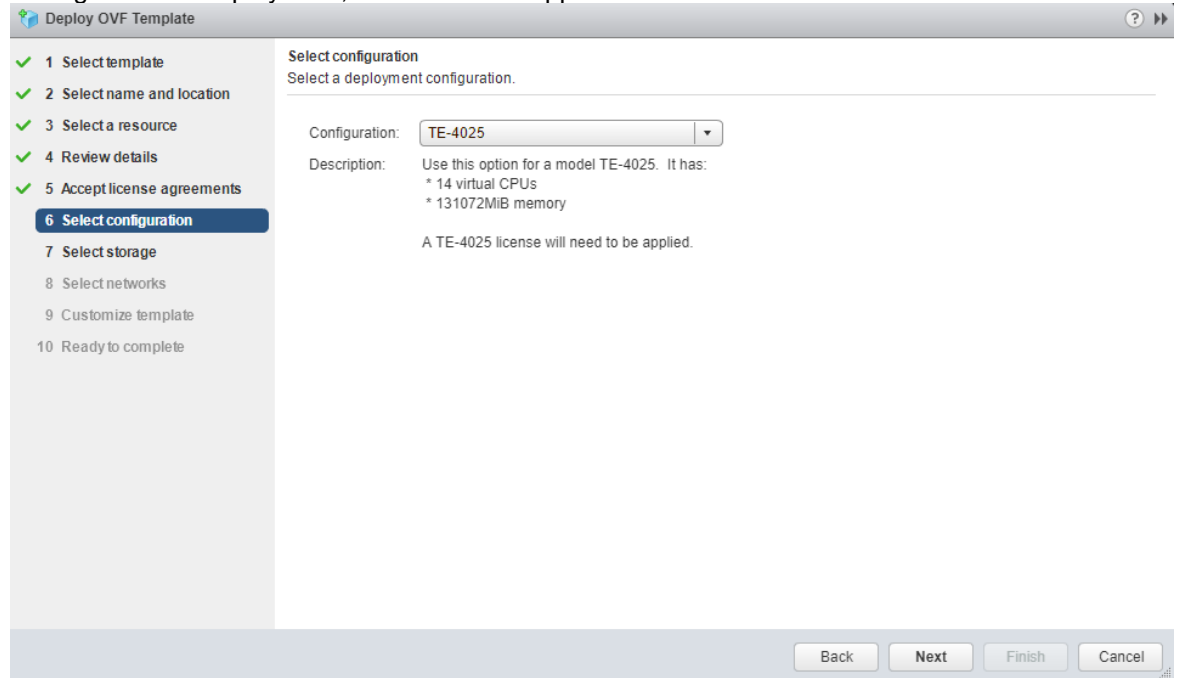 Deploy OVF Template
?
1 Select template
2 Select name and location
3 Select a resource
4 Review details
5 Accept license agreements
6 Select configuration
7 Select storage
8 Select networks
9 Customize template
10 Ready to complete
Select configuration
Select a deployment configuration.
Configuration: TE-4025
Description: Use this option for a model TE-4025. It has:
* 14 virtual CPUs
* 131072MiB memory
A TE-4025 license will need to be applied.
Back Next Finish Cancel